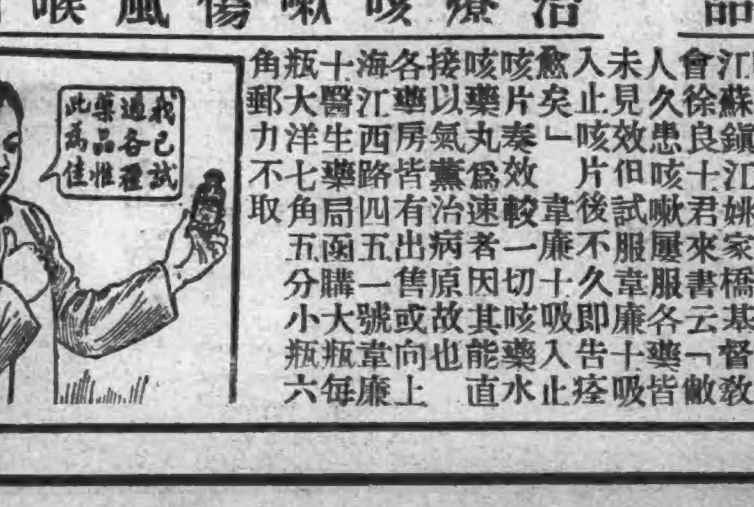 品
治療咳嗽傷風喉
江蘇鎮江姚家橋基督教
會徐良士君來書云「敝
人久患咳嗽屢服各藥皆
未見效但試服韋廉士吸
入止咳片後不久即告痊
愈矣」韋廉士吸入止
咳片奏效較一切咳藥水
咳藥丸爲速者因其能直
接以氣薰治病原故也
各藥房皆有出售或向上
海江西路四五一號韋廉
士醫生藥局函購大瓶每
瓶大洋七角五分小瓶六
角郵力不取
我已試
過各種
藥品惟
此為佳